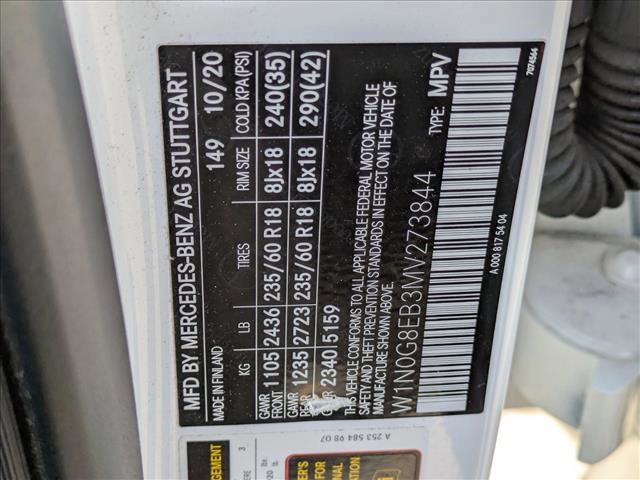 MFD BY MERCEDES-BENZ AG STUTTGART
MADE IN FINLAND 149 10/20
KG LB TIRES RIM SIZE COLD KPA(PSI)
GAWR FRONT 1105 2436 235/60 R18 8Jx18 240(35)
GAWR REAR 1235 2723 235/60 R18 8Jx18 290(42)
GVWR 2340 5159
THIS VEHICLE CONFORMS TO ALL APPLICABLE FEDERAL MOTOR VEHICLE
SAFETY AND THEFT PREVENTION STANDARDS IN EFFECT ON THE DATE OF
MANUFACTURE SHOWN ABOVE.
W1N0G8EB3MV273844 TYPE: MPV
A 000 817 54 04
7074564
A 253 584 98 07
3
lbs.